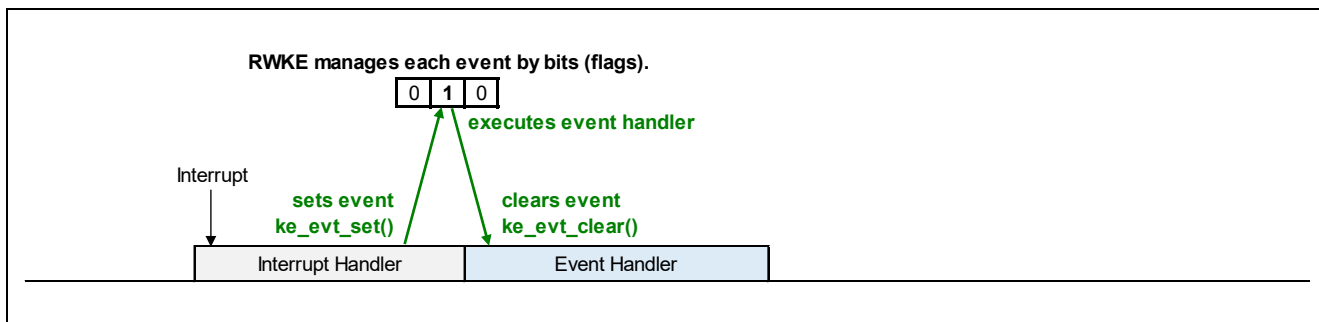 RWKE manages each event by bits (flags).
0 1 0
executes event handler
Interrupt
sets event
ke_evt_set()
clears event
ke_evt_clear()
Interrupt Handler
Event Handler